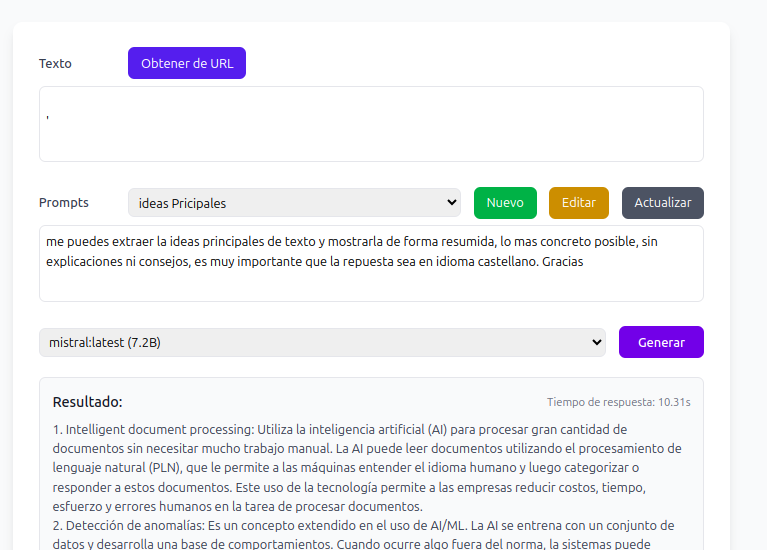 Texto Obtener de URL
,
Prompts ideas Pricipales Nuevo Editar Actualizar
me puedes extraer la ideas principales de texto y mostrarla de forma resumida, lo mas concreto posible, sin
explicaciones ni consejos, es muy importante que la repuesta sea en idioma castellano. Gracias
mistral:latest (7.2B) Generar
Resultado: Tiempo de respuesta: 10.31s
1. Intelligent document processing: Utiliza la inteligencia artificial (AI) para procesar gran cantidad de
documentos sin necesitar mucho trabajo manual. La AI puede leer documentos utilizando el procesamiento de
lenguaje natural (PLN), que le permite a las máquinas entender el idioma humano y luego categorizar o
responder a estos documentos. Este uso de la tecnología permite a las empresas reducir costos, tiempo,
esfuerzo y errores humanos en la tarea de procesar documentos.
2. Detección de anomalías: Es un concepto extendido en el uso de AI/ML. La AI se entrena con un conjunto de
datos y desarrolla una base de comportamientos. Cuando ocurre algo fuera del norma, la sistemas puede